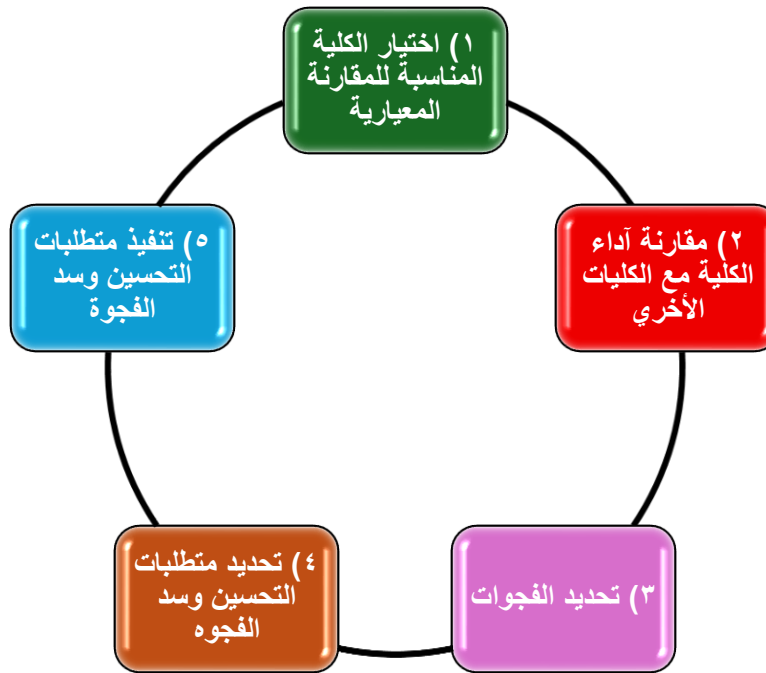 ١) اختيار الكلية
المناسبة للمقارنة
المعيارية
٢) مقارنة آداء
الكلية مع الكليات
الأخري
٣) تحديد الفجوات
٤) تحديد متطلبات
التحسين وسد
الفجوه
٥) تنفيذ متطلبات
التحسين وسد
الفجوة